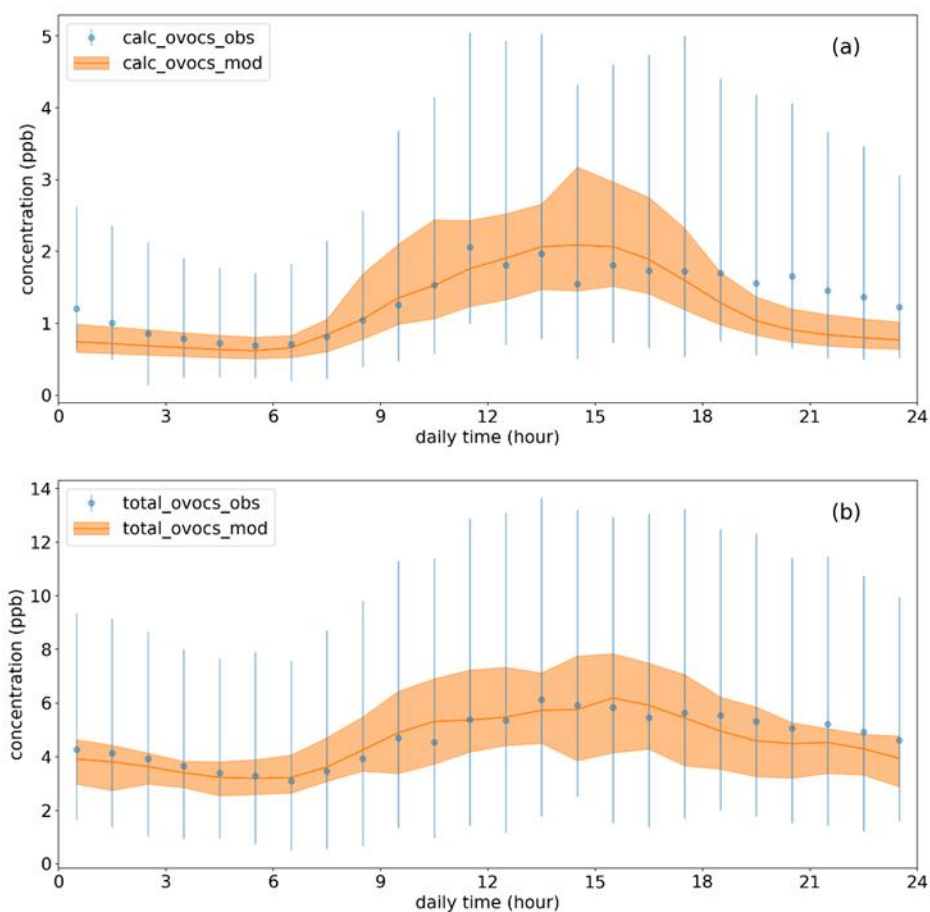 calc_ovocs_obs
calc_ovocs_mod
(a)
5
4
3
2
1
0
concentration (ppb)
0 3 6 9 12 15 18 21 24
daily time (hour)
total_ovocs_obs
total_ovocs_mod
(b)
14
12
10
8
6
4
2
0
concentration (ppb)
0 3 6 9 12 15 18 21 24
daily time (hour)